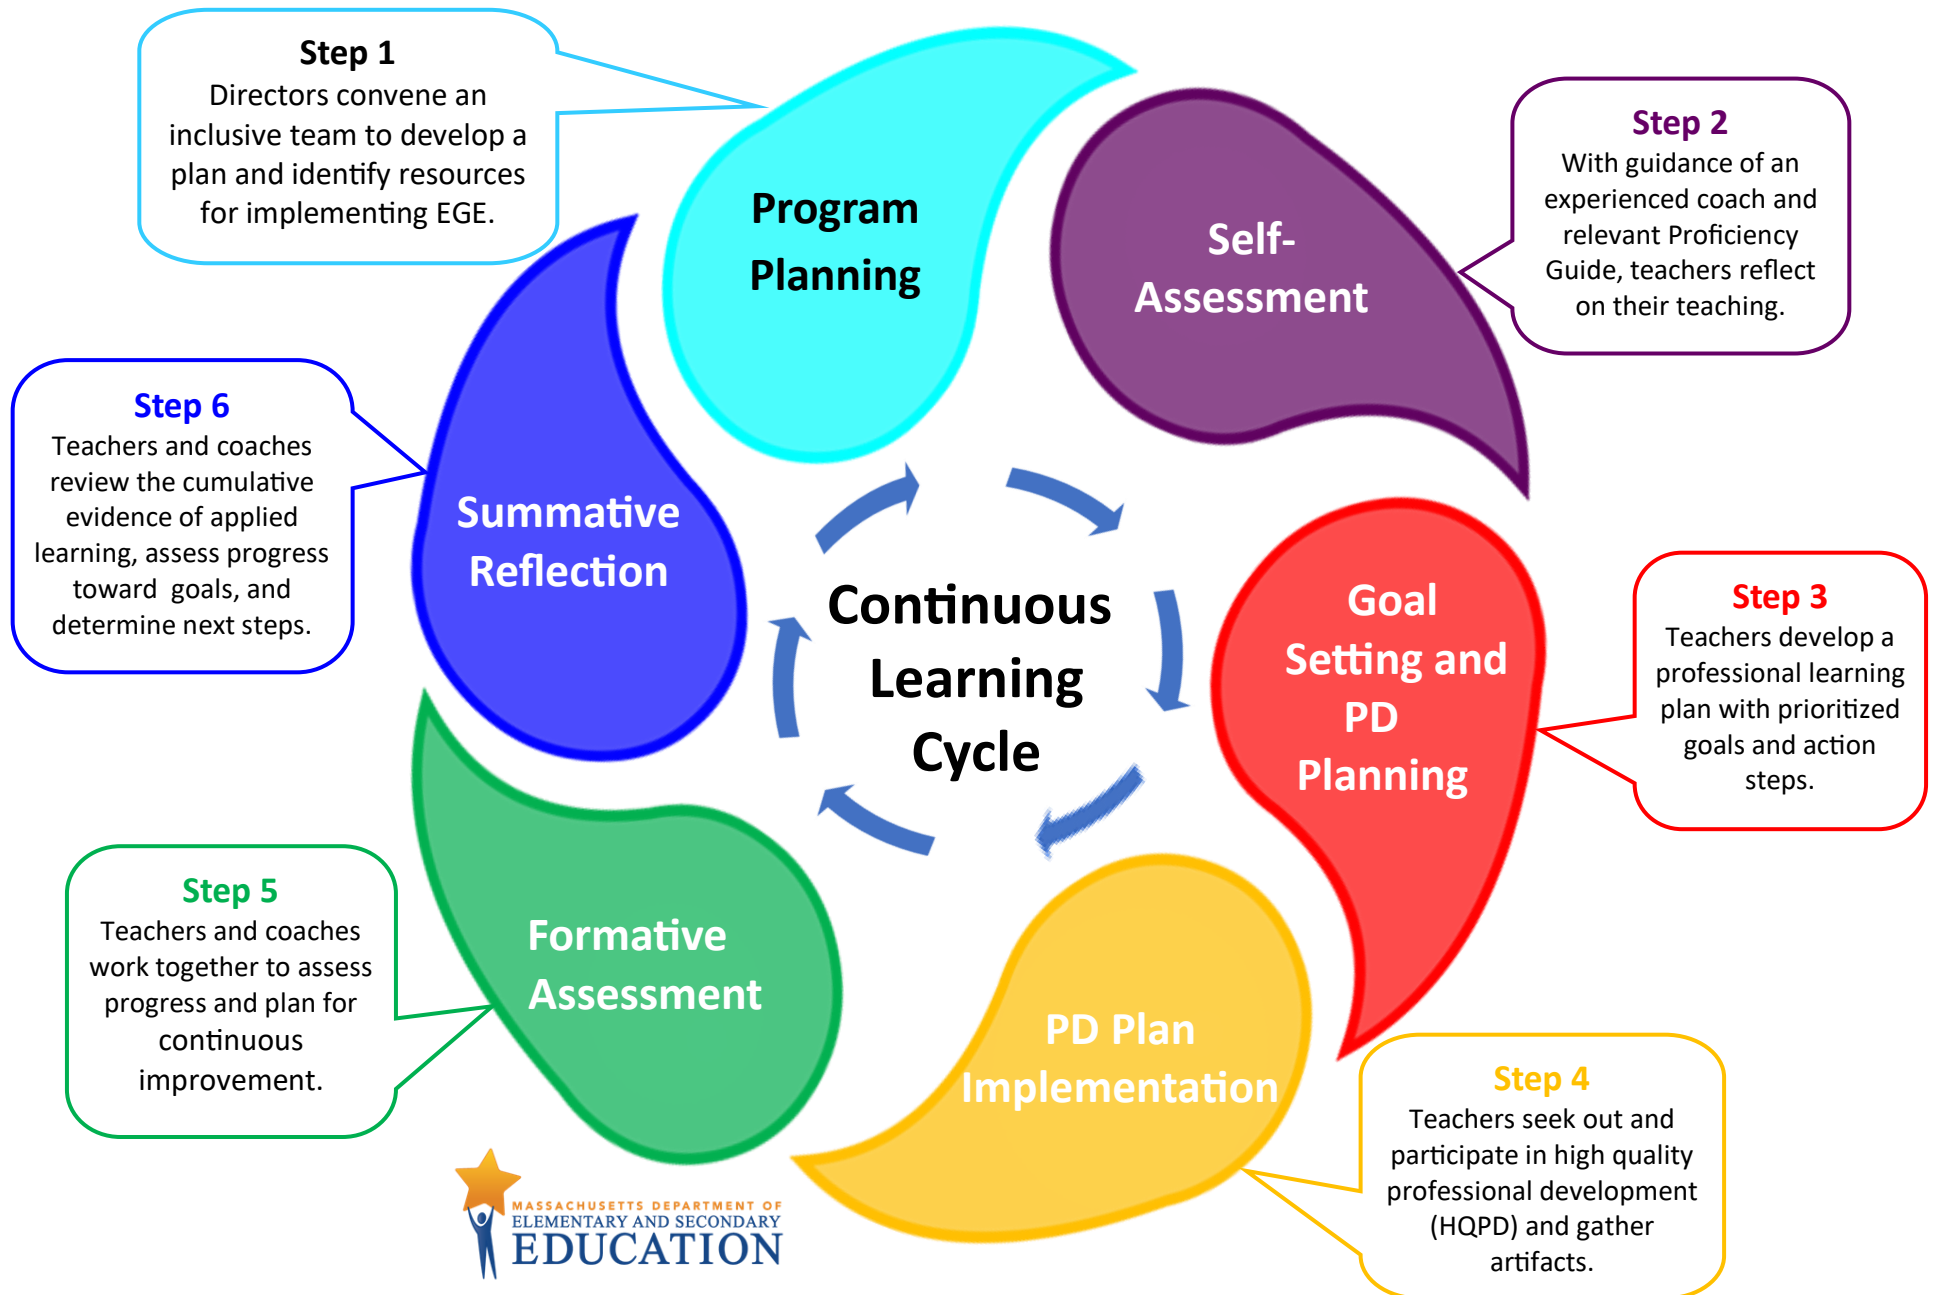 Step 1
Directors convene an
inclusive team to develop a
plan and identify resources
for implementing EGE.
Program
Planning
Step 2
With guidance of an
experienced coach and
relevant Proficiency
Guide, teachers reflect
on their teaching.
Self-
Assessment
Step 3
Teachers develop a
professional learning
plan with prioritized
goals and action
steps.
Goal
Setting and
PD
Planning
Step 4
Teachers seek out and
participate in high quality
professional development
(HQPD) and gather
artifacts.
PD Plan
Implementation
Step 5
Teachers and coaches
work together to assess
progress and plan for
continuous
improvement.
Formative
Assessment
Step 6
Teachers and coaches
review the cumulative
evidence of applied
learning, assess progress
toward  goals, and
determine next steps.
Summative
Reflection
Continuous
Learning
Cycle
MASSACHUSETTS DEPARTMENT OF
ELEMENTARY AND SECONDARY
EDUCATION